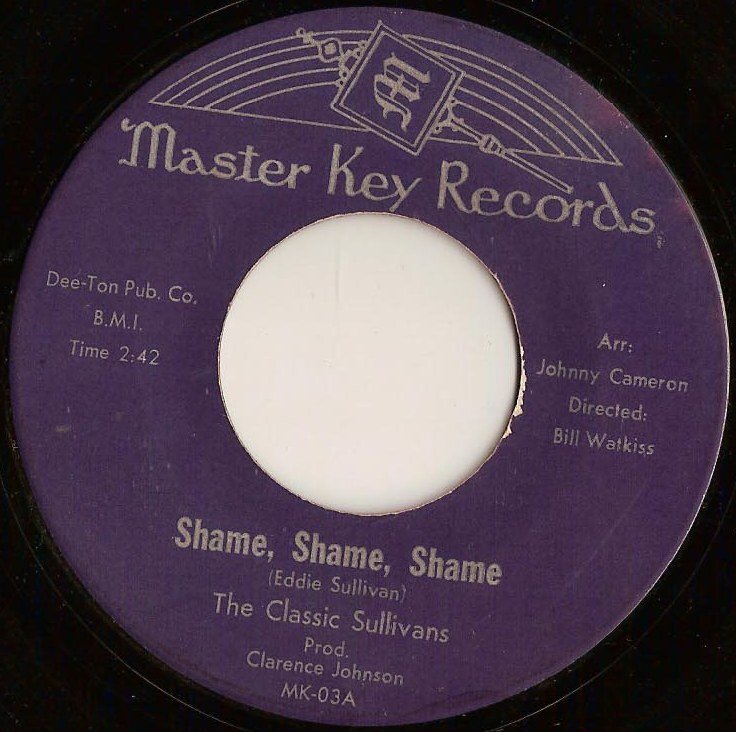 Master Key Records
Dee-Ton Pub. Co.
B.M.I.
Time 2:42
Arr:
Johnny Cameron
Directed:
Bill Watkiss
Shame, Shame, Shame
(Eddie Sullivan)
The Classic Sullivans
Prod.
Clarence Johnson
MK-03A